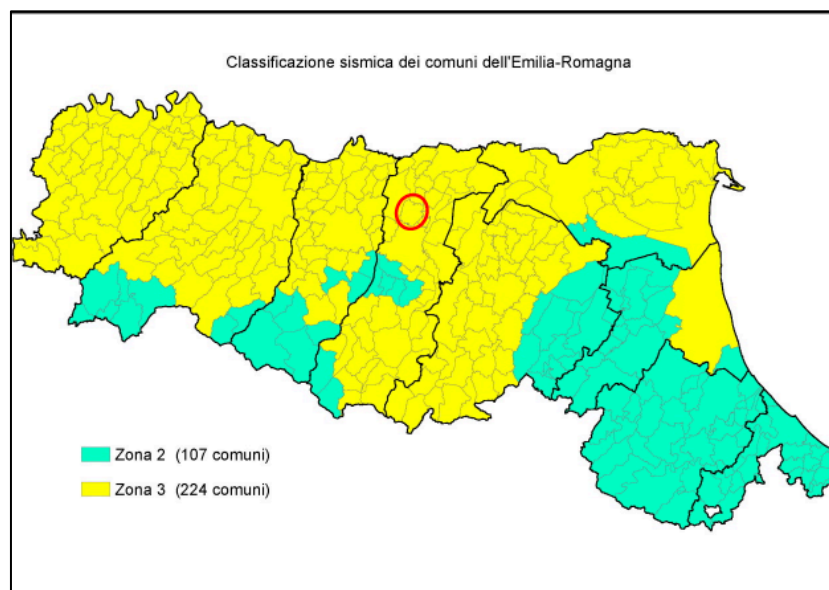 Classificazione sismica dei comuni dell'Emilia-Romagna
Zona 2 (107 comuni)
Zona 3 (224 comuni)